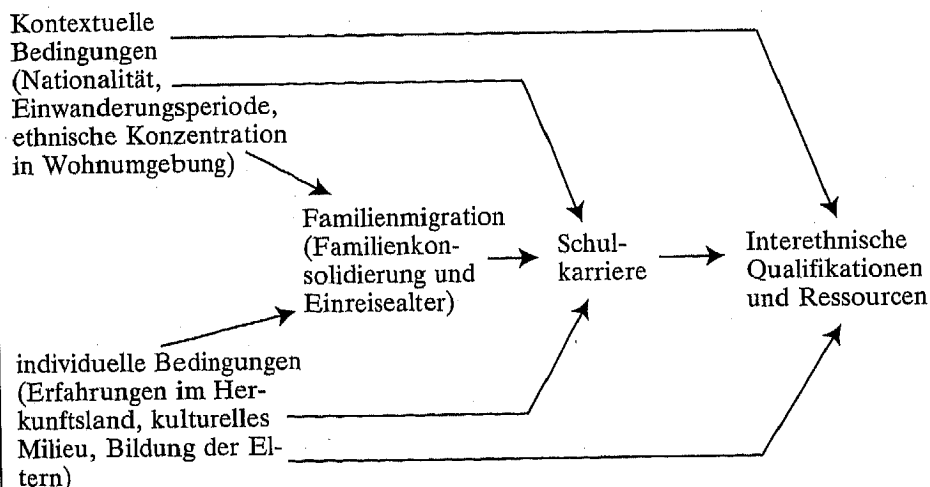 Kontextuelle
Bedingungen
(Nationalität,
Einwanderungsperiode,
ethnische Konzentration
in Wohnumgebung)
Familienmigration
(Familienkon-
solidierung und
Einreisealter)
Schul-
karriere
Interethnische
Qualifikationen
und Ressourcen
individuelle Bedingungen
(Erfahrungen im Her-
kunftsland, kulturelles
Milieu, Bildung der El-
tern)